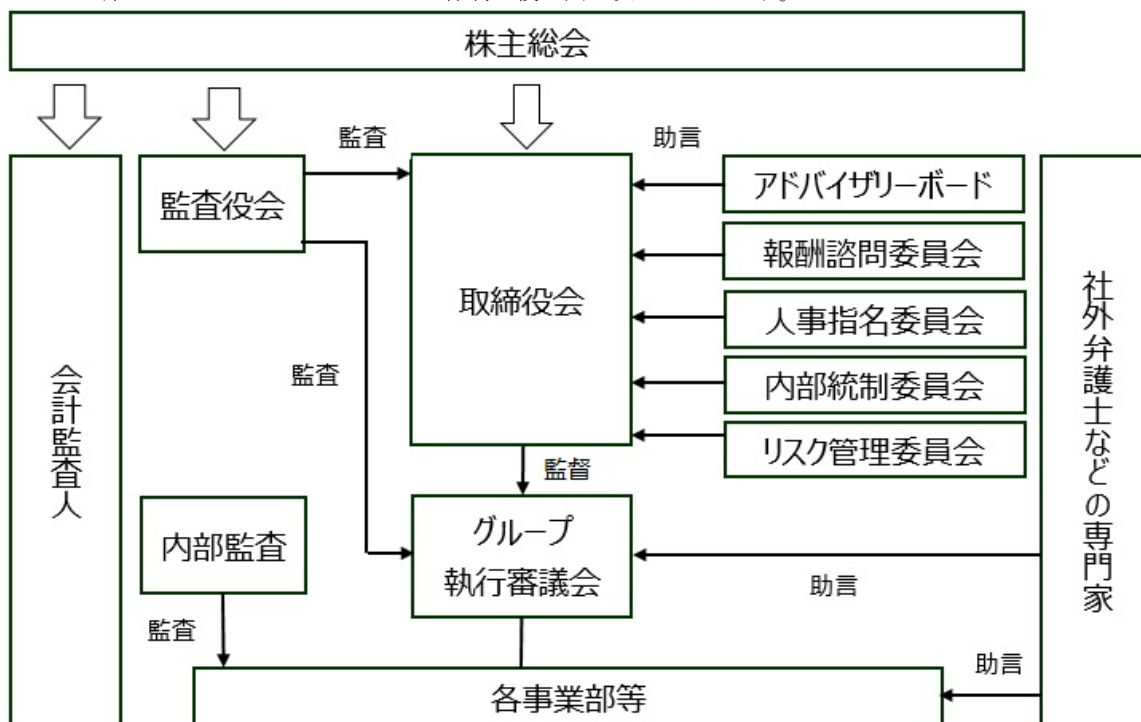 株主総会
監査
助言
監査役会
アドバイザリーボード
報酬諮問委員会
取締役会
人事指名委員会
内部統制委員会
リスク管理委員会
監査
監督
会計監査人
社外弁護士などの専門家
内部監査
グループ
執行審議会
助言
監査
助言
各事業部等